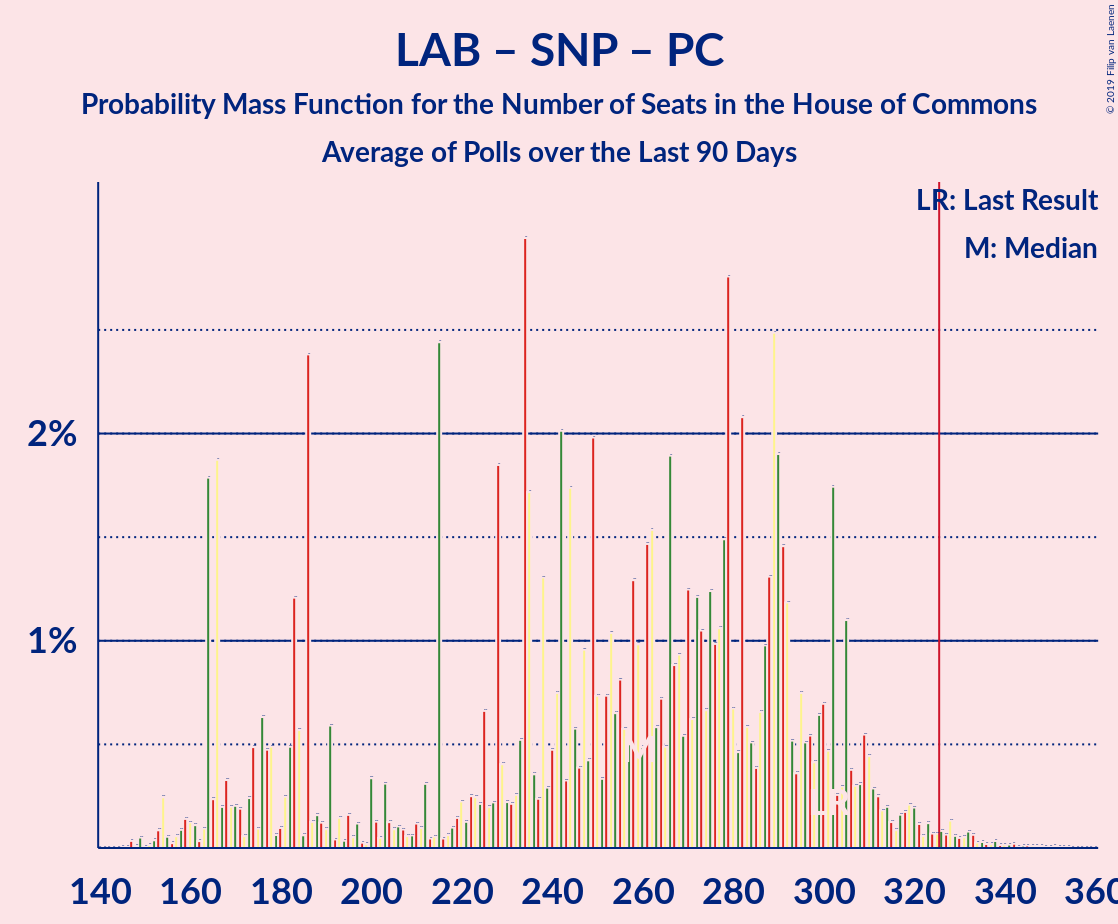 LAB – SNP – PC
Probability Mass Function for the Number of Seats in the House of Commons
Average of Polls over the Last 90 Days
© 2019 Filip van Laenen
LR: Last Result
M: Median
2%
1%
M
LR
140 160 180 200 220 240 260 280 300 320 340 360